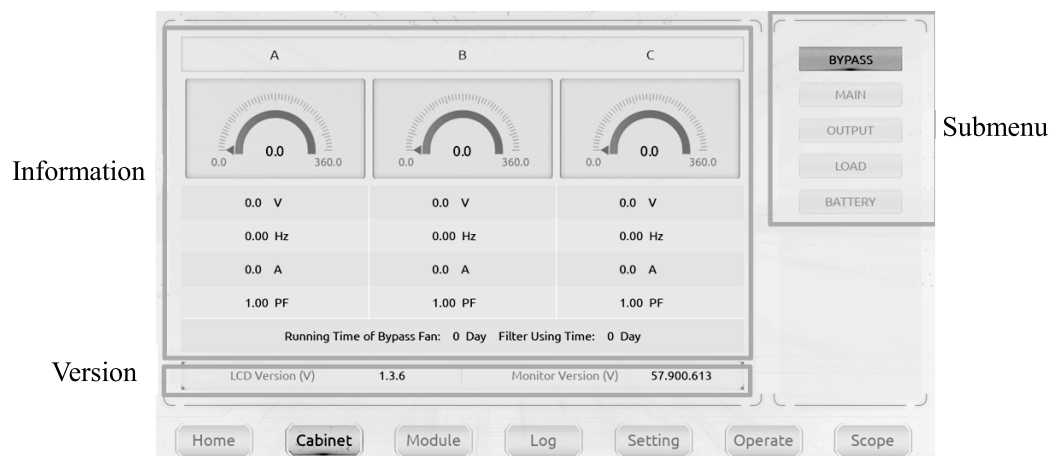 A B C
BYPASS
MAIN
OUTPUT
LOAD
BATTERY
Submenu
Information
0.0 0.0 360.0 0.0 0.0 360.0 0.0 0.0 360.0
0.0 V 0.0 V 0.0 V
0.00 Hz 0.00 Hz 0.00 Hz
0.0 A 0.0 A 0.0 A
1.00 PF 1.00 PF 1.00 PF
Running Time of Bypass Fan: 0 Day Filter Using Time: 0 Day
Version
LCD Version (V) 1.3.6 Monitor Version (V) 57.900.613
Home Cabinet Module Log Setting Operate Scope